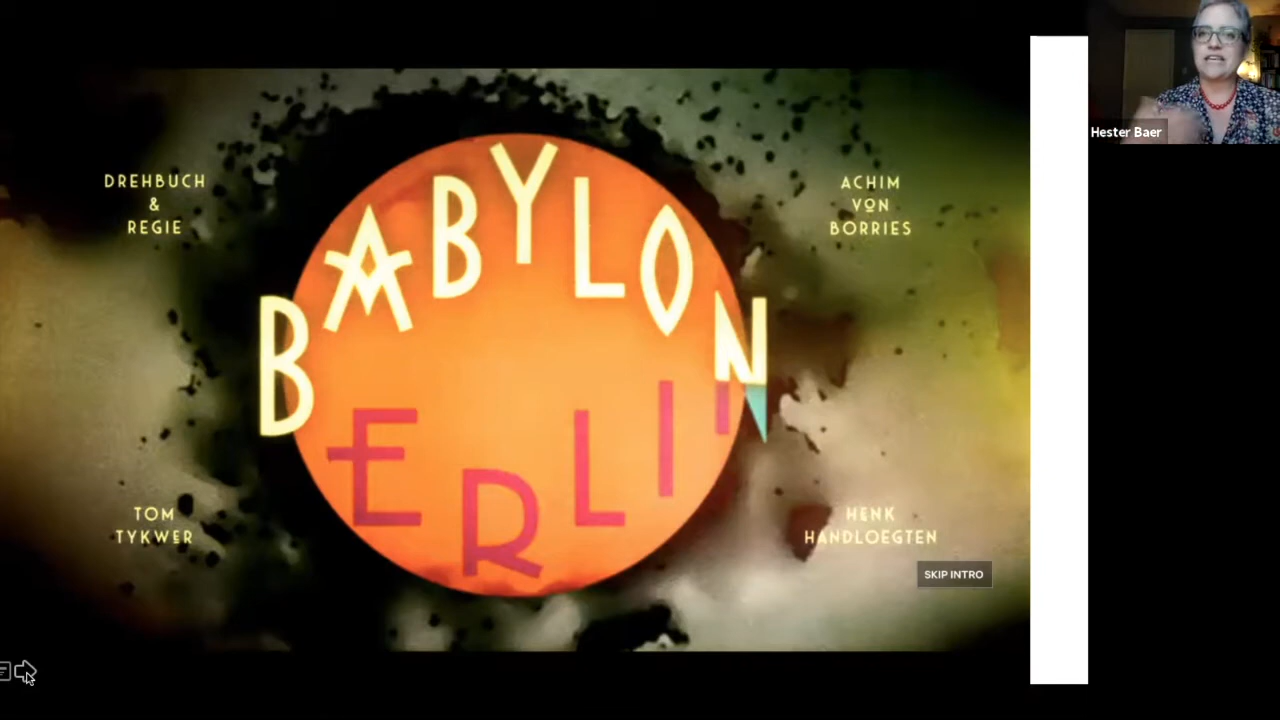 DREHBUCH
&
REGIE
BABYLON
BERLIN
ACHIM
VON
BORRIES
TOM
TYKWER
HENK
HANDLOEGTEN
SKIP INTRO
Hester Baer